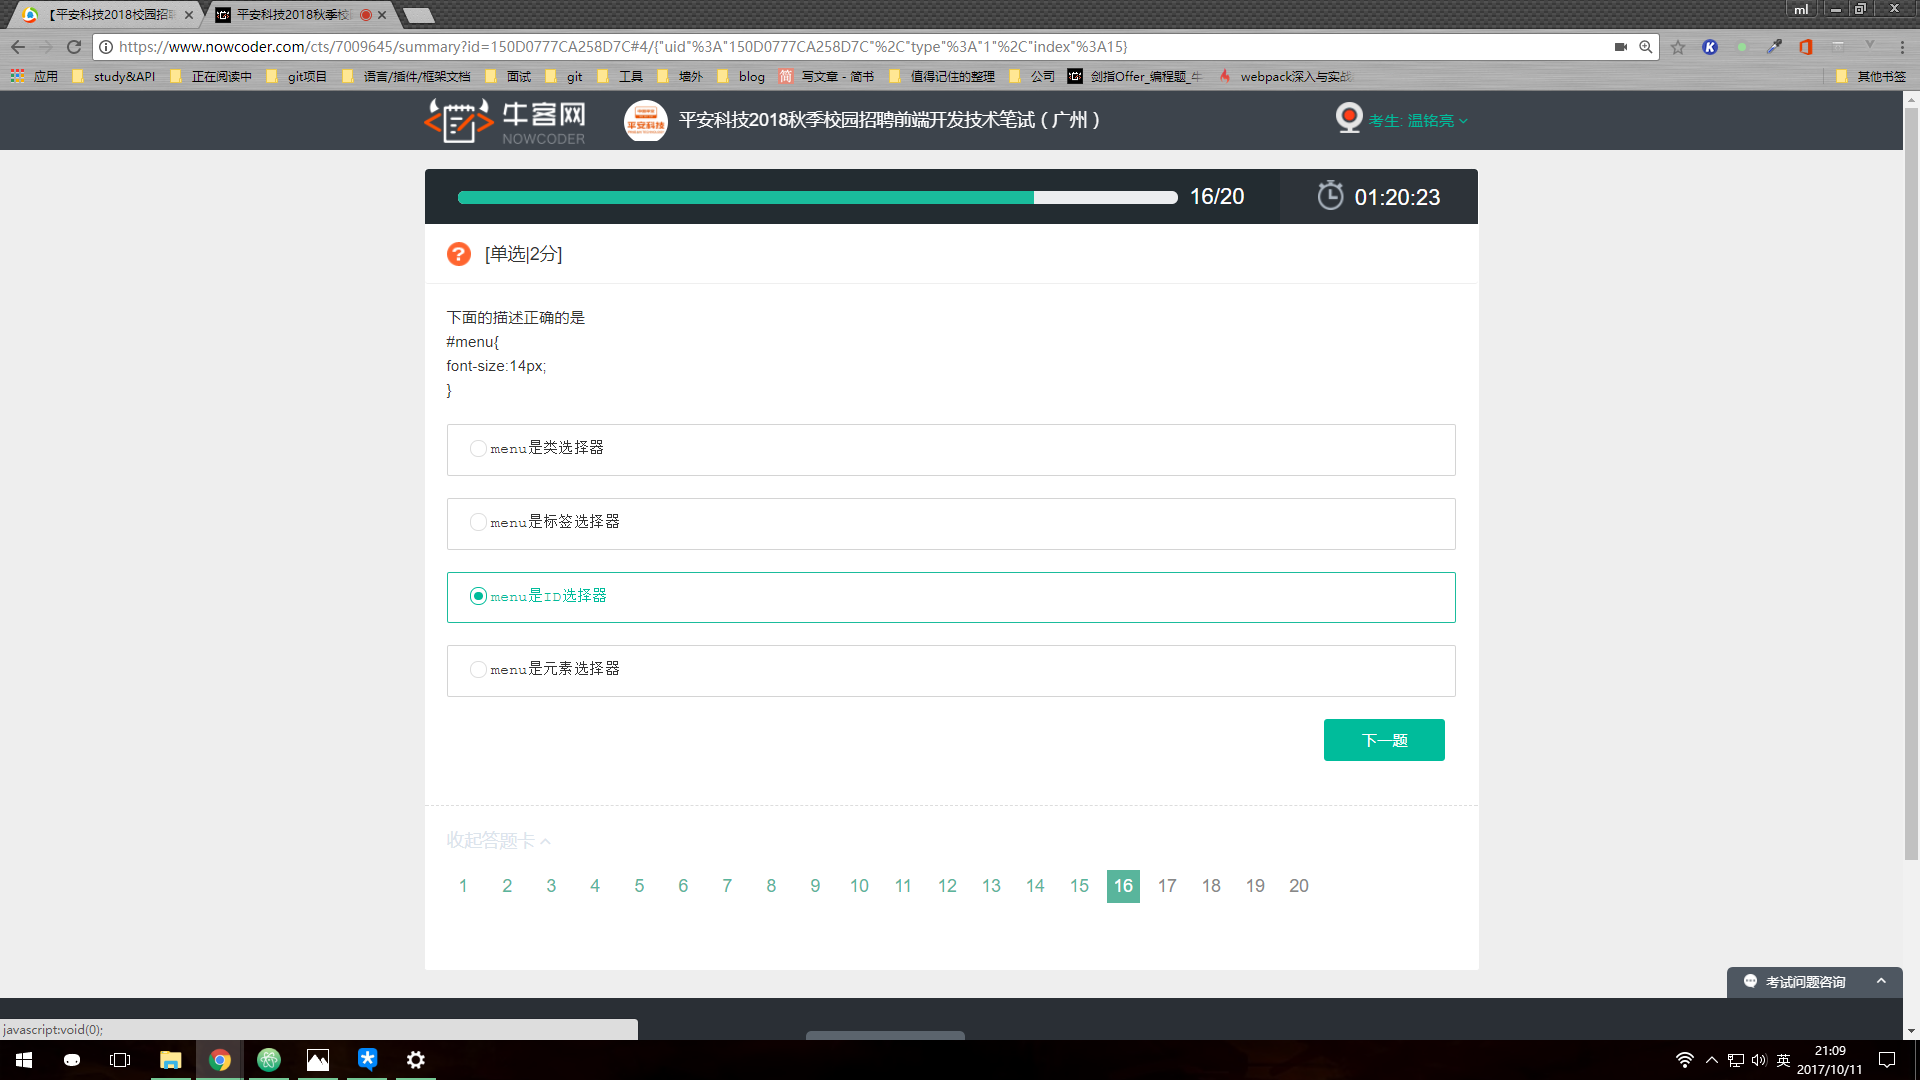 【平安科技2018校园招聘
平安科技2018秋季校园
ml
https://www.nowcoder.com/cts/7009645/summary?id=150D0777CA258D7C#4/{"uid"%3A"150D0777CA258D7C"%2C"type"%3A"1"%2C"index"%3A15}
应用
study&API
正在阅读中
git项目
语言/插件/框架文档
面试
git
工具
墙外
blog
简
写文章 - 简书
值得记住的整理
公司
剑指Offer_编程题_牛
webpack深入与实战
其他书签
牛客网
NOWCODER
平安科技
平安科技2018秋季校园招聘前端开发技术笔试（广州）
考生: 温铭亮
16/20
01:20:23
[单选|2分]
下面的描述正确的是
#menu{
font-size:14px;
}
menu是类选择器
menu是标签选择器
menu是ID选择器
menu是元素选择器
下一题
收起答题卡
1 2 3 4 5 6 7 8 9 10 11 12 13 14 15 16 17 18 19 20
考试问题咨询
javascript:void(0);
英
21:09
2017/10/11